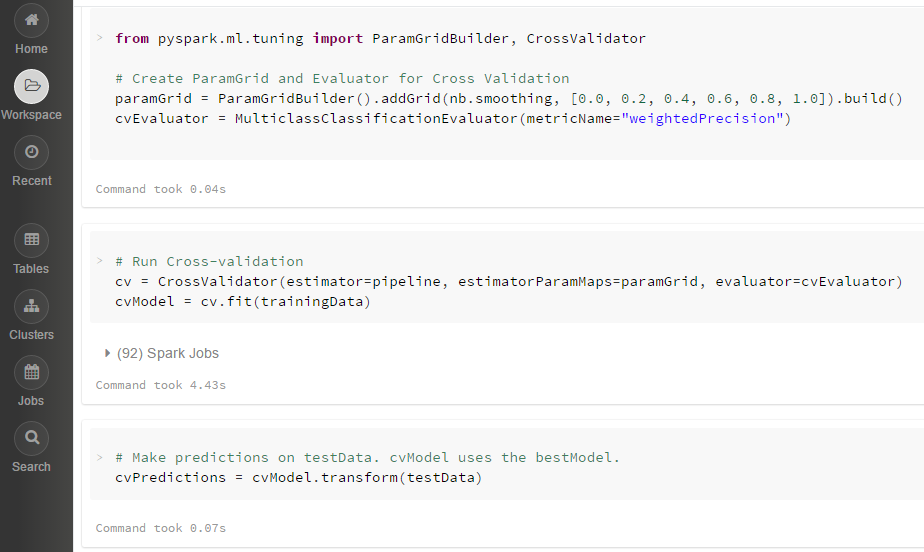 Home
Workspace
Recent
Tables
Clusters
Jobs
Search
> from pyspark.ml.tuning import ParamGridBuilder, CrossValidator
# Create ParamGrid and Evaluator for Cross Validation
paramGrid = ParamGridBuilder().addGrid(nb.smoothing, [0.0, 0.2, 0.4, 0.6, 0.8, 1.0]).build()
cvEvaluator = MulticlassClassificationEvaluator(metricName="weightedPrecision")
Command took 0.04s
> # Run Cross-validation
cv = CrossValidator(estimator=pipeline, estimatorParamMaps=paramGrid, evaluator=cvEvaluator)
cvModel = cv.fit(trainingData)
(92) Spark Jobs
Command took 4.43s
> # Make predictions on testData. cvModel uses the bestModel.
cvPredictions = cvModel.transform(testData)
Command took 0.07s